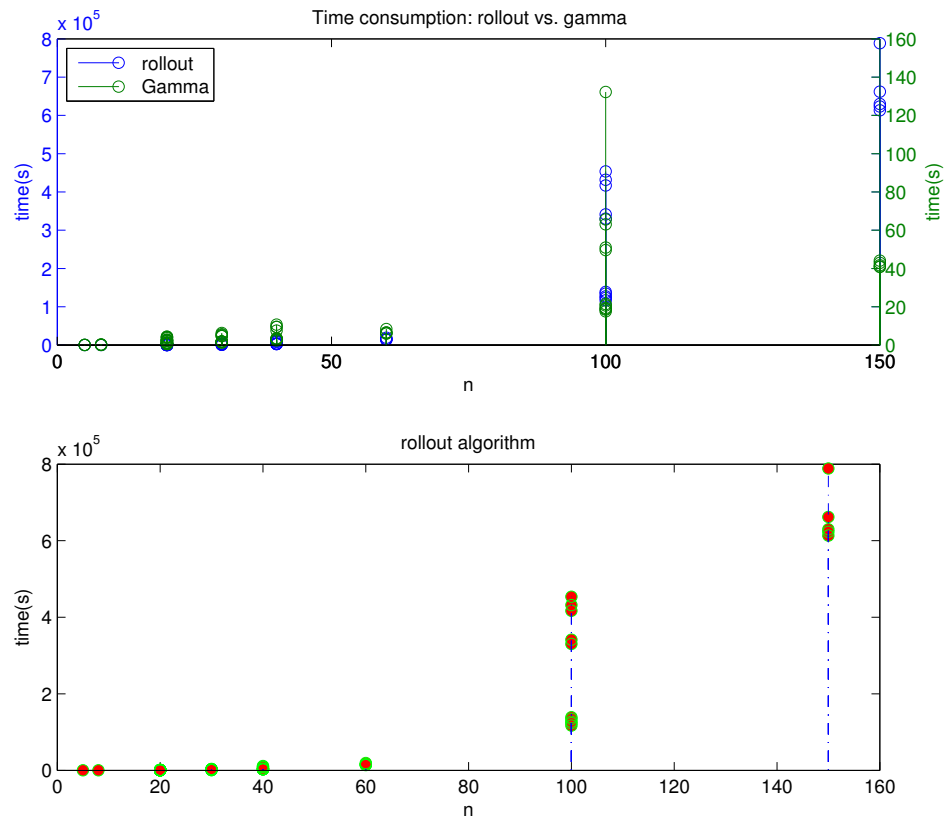 Time consumption: rollout vs. gamma
x 10^5
8
7
6
5
4
3
2
1
0
time(s)
rollout
Gamma
160
140
120
100
80
60
40
20
0
time(s)
0 50 100 150
n
rollout algorithm
x 10^5
8
6
4
2
0
time(s)
0 20 40 60 80 100 120 140 160
n